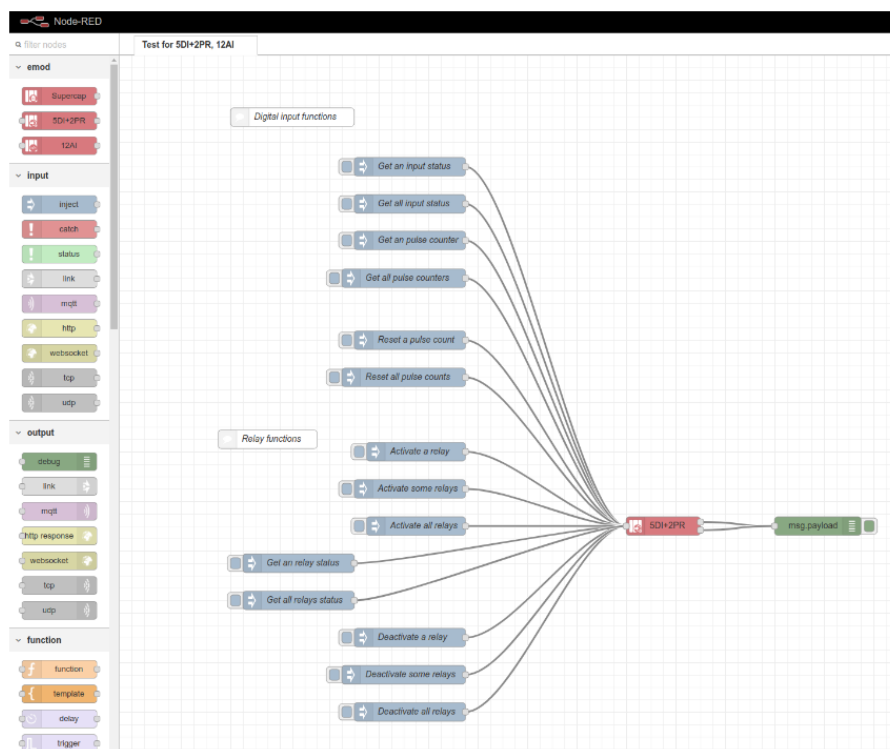 Node-RED
filter nodes
Test for 5DI+2PR, 12AI
emod
Supercap
5DI+2PR
12AI
input
inject
catch
status
link
mqtt
http
websocket
tcp
udp
output
debug
link
mqtt
http response
websocket
tcp
udp
function
function
template
delay
trigger
Digital input functions
Get an input status
Get all input status
Get an pulse counter
Get all pulse counters
Reset a pulse count
Reset all pulse counts
Relay functions
Activate a relay
Activate some relays
Activate all relays
Get an relay status
Get all relays status
Deactivate a relay
Deactivate some relays
Deactivate all relays
5DI+2PR
msg.payload